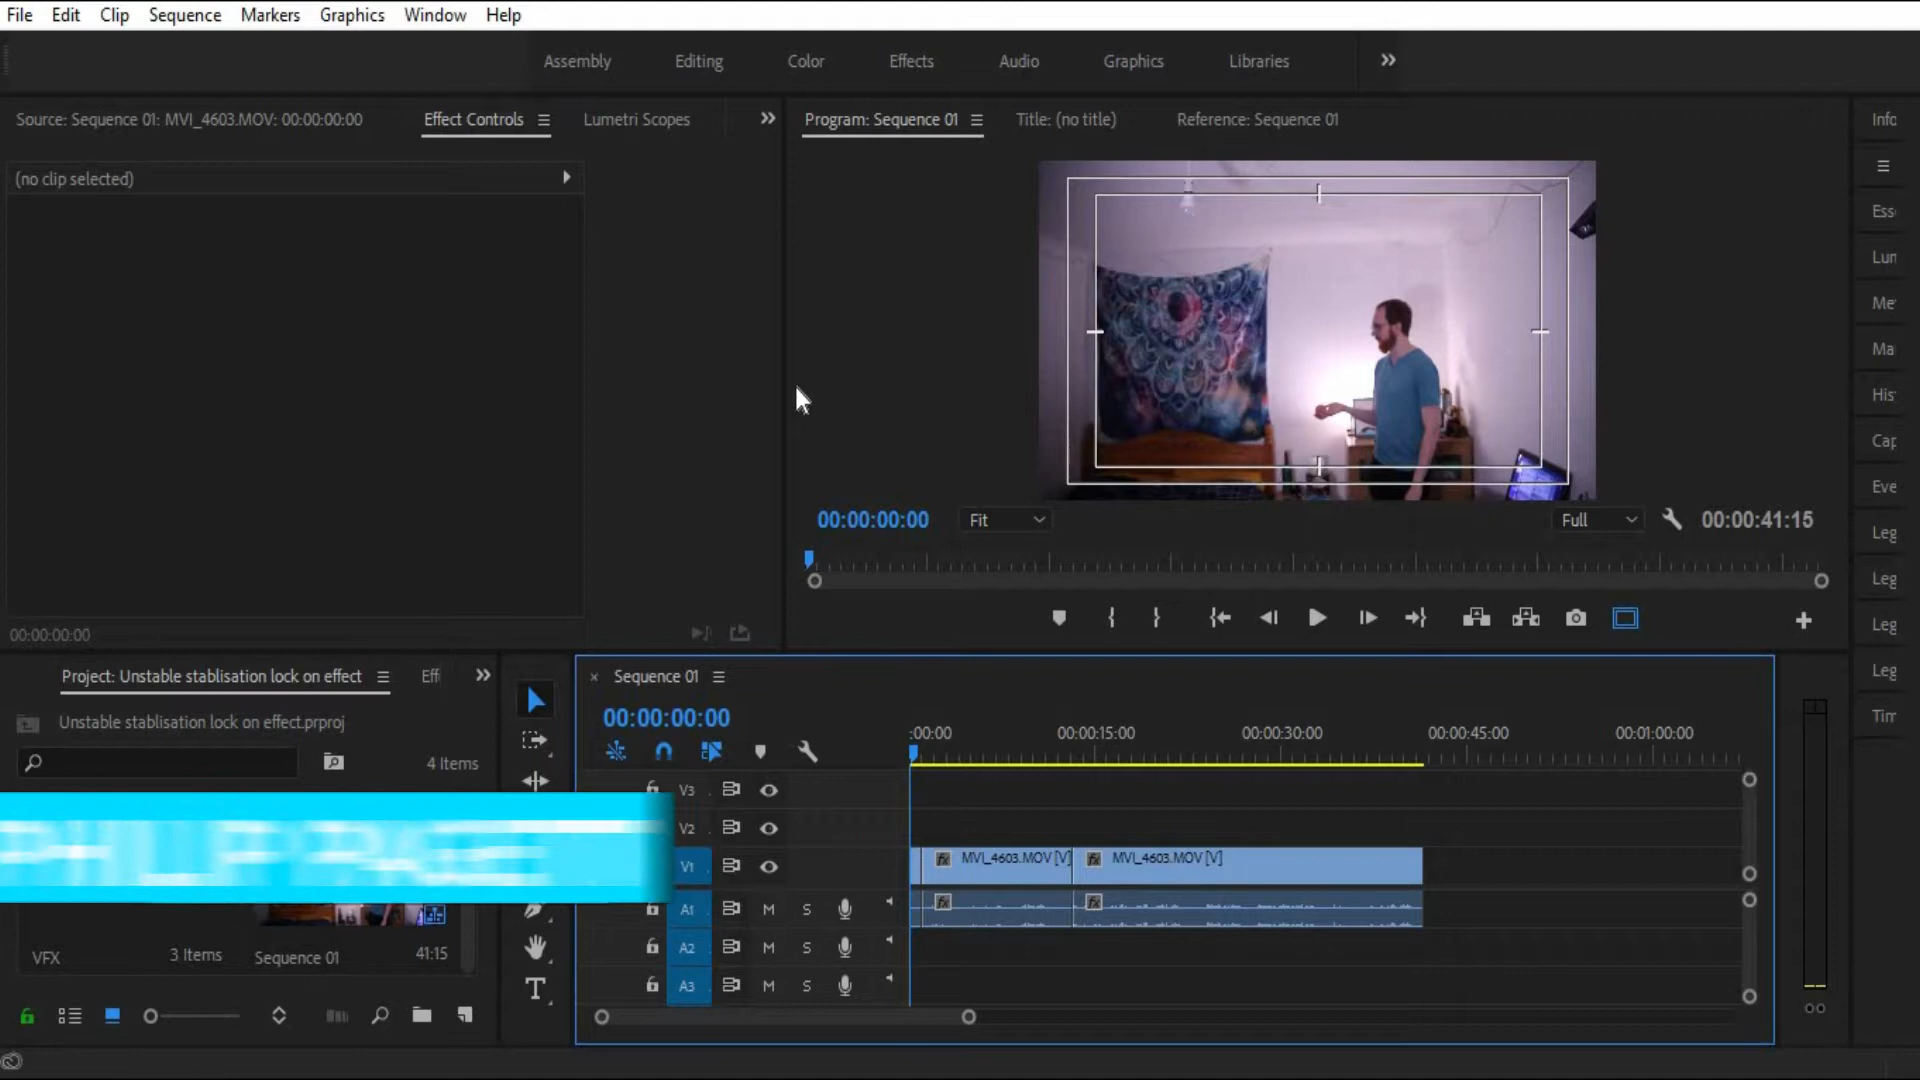 File Edit Clip Sequence Markers Graphics Window Help
Assembly Editing Color Effects Audio Graphics Libraries
Source: Sequence 01: MVI_4603.MOV: 00:00:00:00 Effect Controls Lumetri Scopes
Program: Sequence 01 Title: (no title) Reference: Sequence 01
Info
(no clip selected)
Ess
Lun
Me
Ma
His
Cap
Eve
Leg
Leg
Leg
Leg
Tim
00:00:00:00 Fit Full 00:00:41:15
00:00:00:00
Project: Unstable stablisation lock on effect Eff
Unstable stablisation lock on effect.prproj
4 Items
VFX 3 Items Sequence 01 41:15
Sequence 01
00:00:00:00
:00:00 00:00:15:00 00:00:30:00 00:00:45:00 00:01:00:00
V3
V2
V1 fx MVI_4603.MOV [V] fx MVI_4603.MOV [V]
A1 M S fx fx
A2 M S
A3 M S